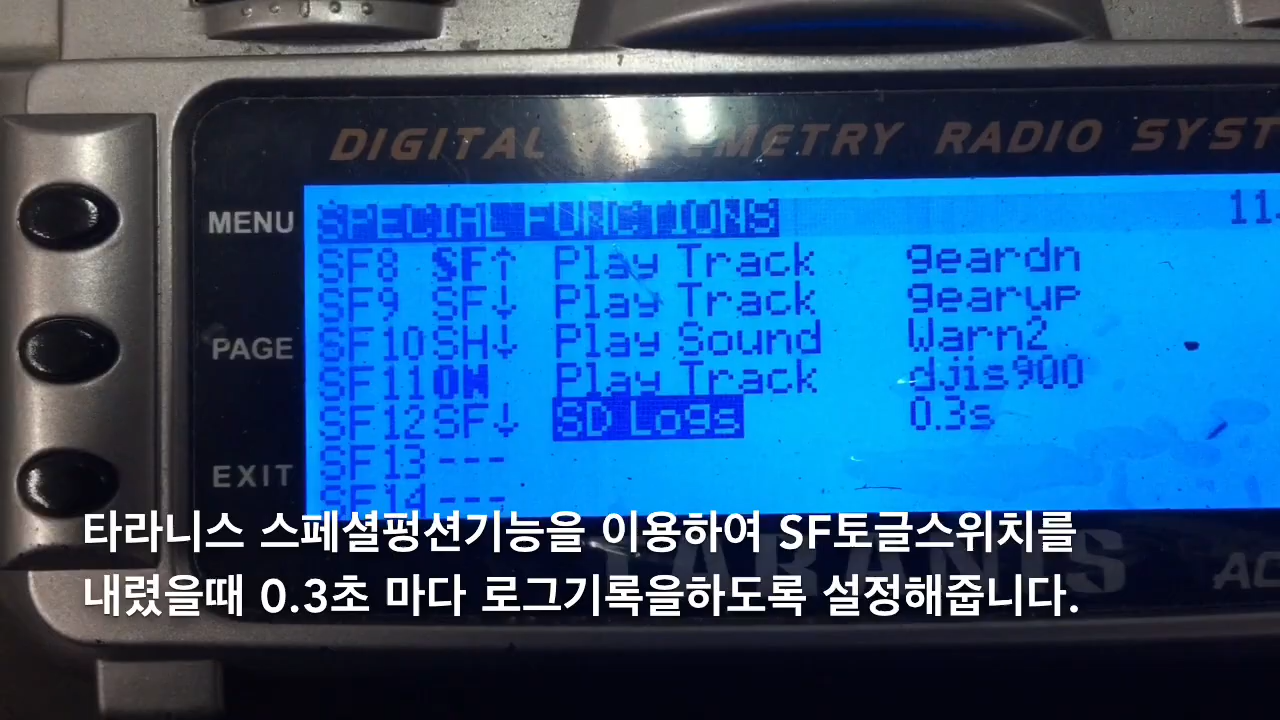 DIGITAL TELEMETRY RADIO SYST
MENU
PAGE
EXIT
SPECIAL FUNCTIONS 11
SF8 SF↑ Play Track geardn
SF9 SF↓ Play Track gearup
SF10 SH↓ Play Sound Warn2
SF11 ON Play Track djis900
SF12 SF↓ SD Logs 0.3s
SF13 ---
SF14 ---
TARANIS
타라니스 스페셜펑션기능을 이용하여 SF토글스위치를
내렸을때 0.3초 마다 로그기록을하도록 설정해줍니다.